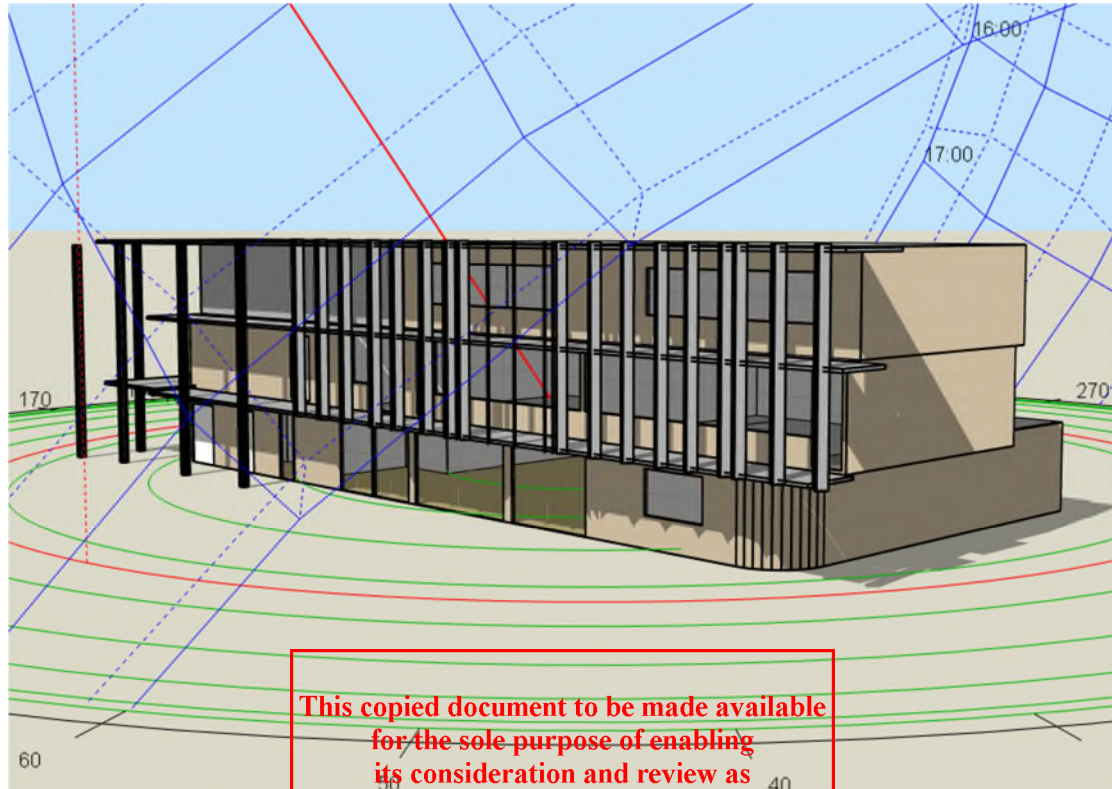 16:00
17:00
170
270
This copied document to be made available
for the sole purpose of enabling
its consideration and review as
60
50
40